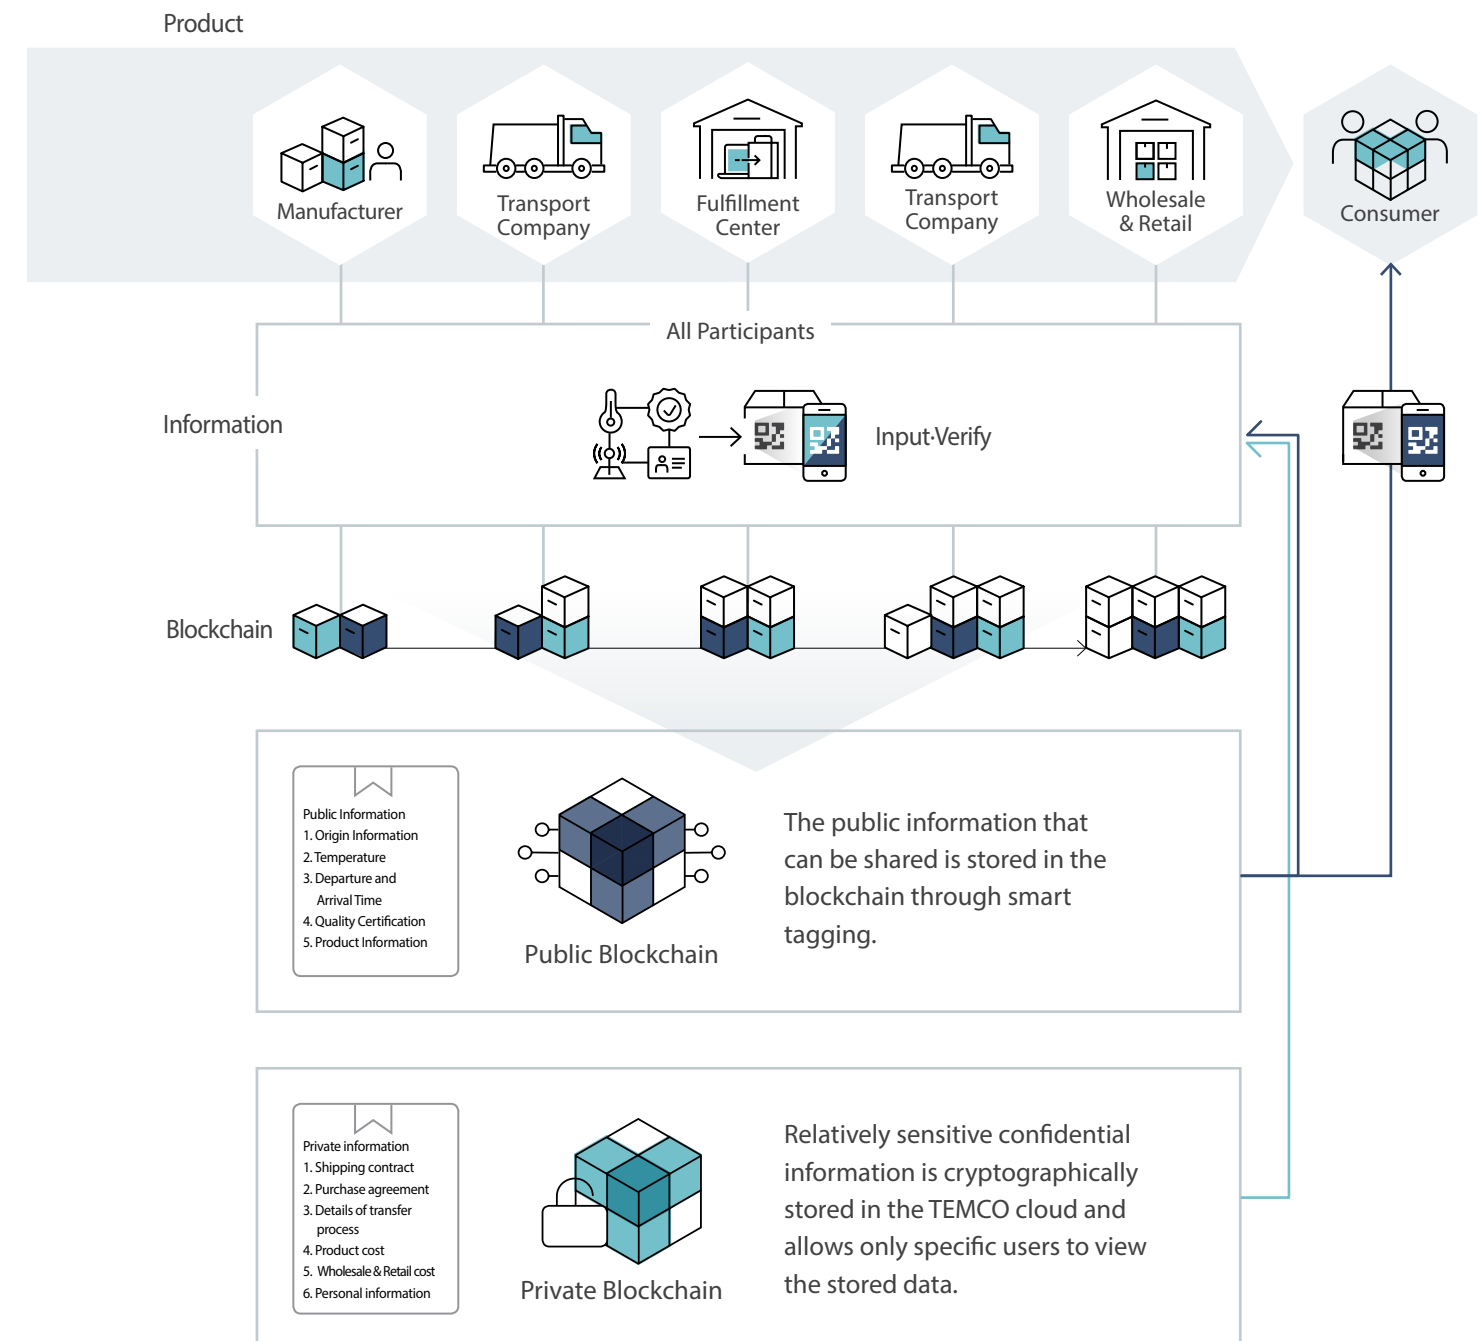 Product
Manufacturer
Transport
Company
Fulfillment
Center
Transport
Company
Wholesale
& Retail
Consumer
All Participants
Information
Input·Verify
Blockchain
Public Information
1. Origin Information
2. Temperature
3. Departure and
Arrival Time
4. Quality Certification
5. Product Information
Public Blockchain
The public information that
can be shared is stored in the
blockchain through smart
tagging.
Private information
1. Shipping contract
2. Purchase agreement
3. Details of transfer
process
4. Product cost
5. Wholesale & Retail cost
6. Personal information
Private Blockchain
Relatively sensitive confidential
information is cryptographically
stored in the TEMCO cloud and
allows only specific users to view
the stored data.